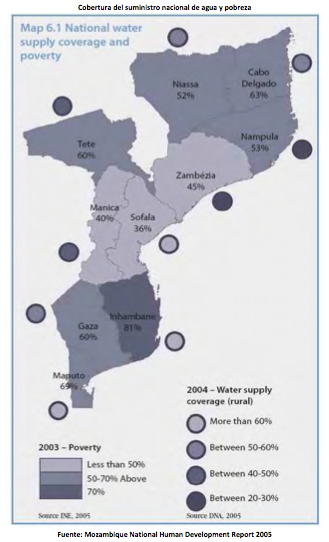 Cobertura del suministro nacional de agua y pobreza
Map 6.1 National water
supply coverage and
poverty
Cabo
Delgado
63%
Niassa
52%
Nampula
53%
Tete
60%
Zambézia
45%
Manica
40%
Sofala
36%
Inhambane
81%
Gaza
60%
Maputo
69%
2004 – Water supply
coverage (rural)
More than 60%
Between 50-60%
Between 40-50%
Between 20-30%
2003 – Poverty
Less than 50%
50-70% Above
70%
Source INE, 2005
Source DNA, 2005
Fuente: Mozambique National Human Development Report 2005